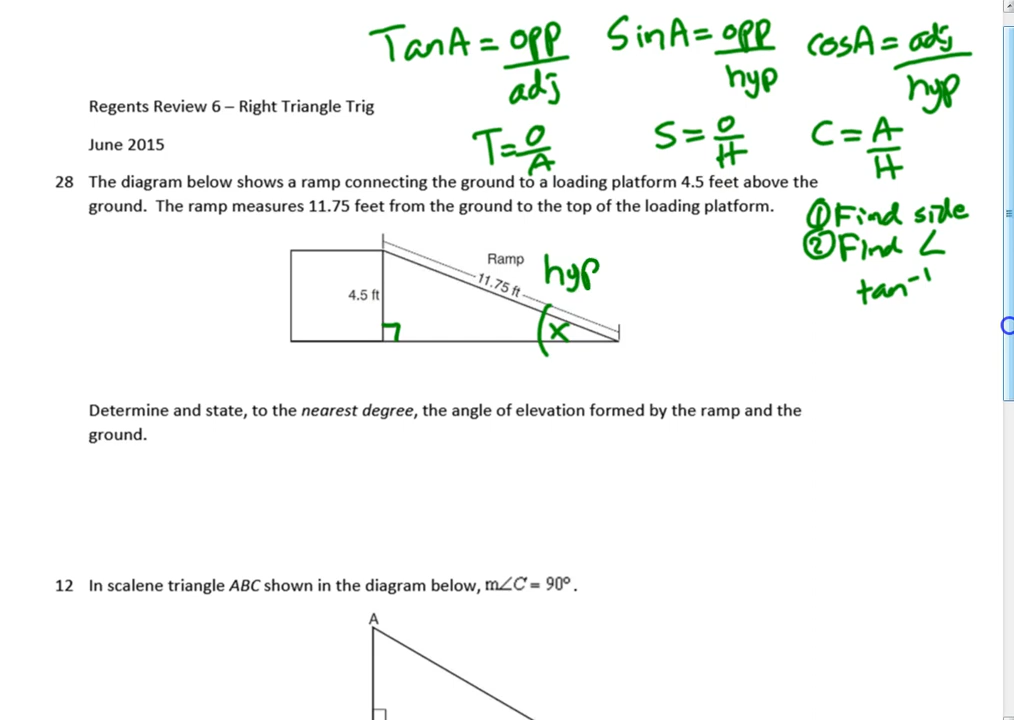 TanA = opp/adj SinA = opp/hyp cosA = adj/hyp
Regents Review 6 – Right Triangle Trig
June 2015
T = O/A S = O/H C = A/H
28 The diagram below shows a ramp connecting the ground to a loading platform 4.5 feet above the
ground. The ramp measures 11.75 feet from the ground to the top of the loading platform.
① Find side
② Find ∠
tan⁻¹
Ramp hyp
11.75 ft
4.5 ft
x
Determine and state, to the nearest degree, the angle of elevation formed by the ramp and the
ground.
12 In scalene triangle ABC shown in the diagram below, m∠C = 90°.
A